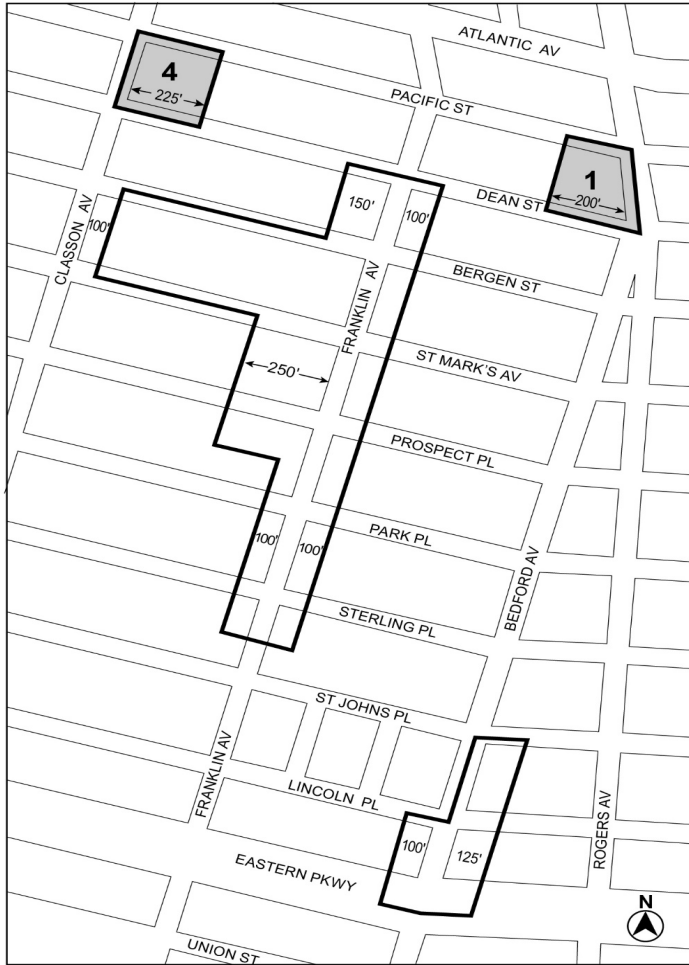 ATLANTIC AV
4
225'
PACIFIC ST
1
200'
DEAN ST
150'
100'
100'
CLASSON AV
BERGEN ST
FRANKLIN AV
ST MARK'S AV
250'
PROSPECT PL
PARK PL
100'
100'
BEDFORD AV
STERLING PL
ST JOHNS PL
FRANKLIN AV
LINCOLN PL
ROGERS AV
100'
125'
EASTERN PKWY
N
UNION ST